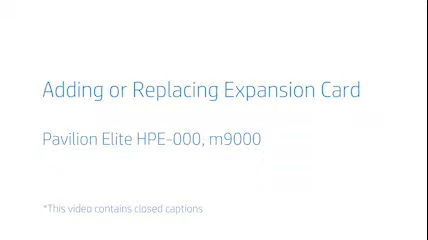 Adding or Replacing Expansion Card
Pavilion Elite HPE-000, m9000
*This video contains closed captions